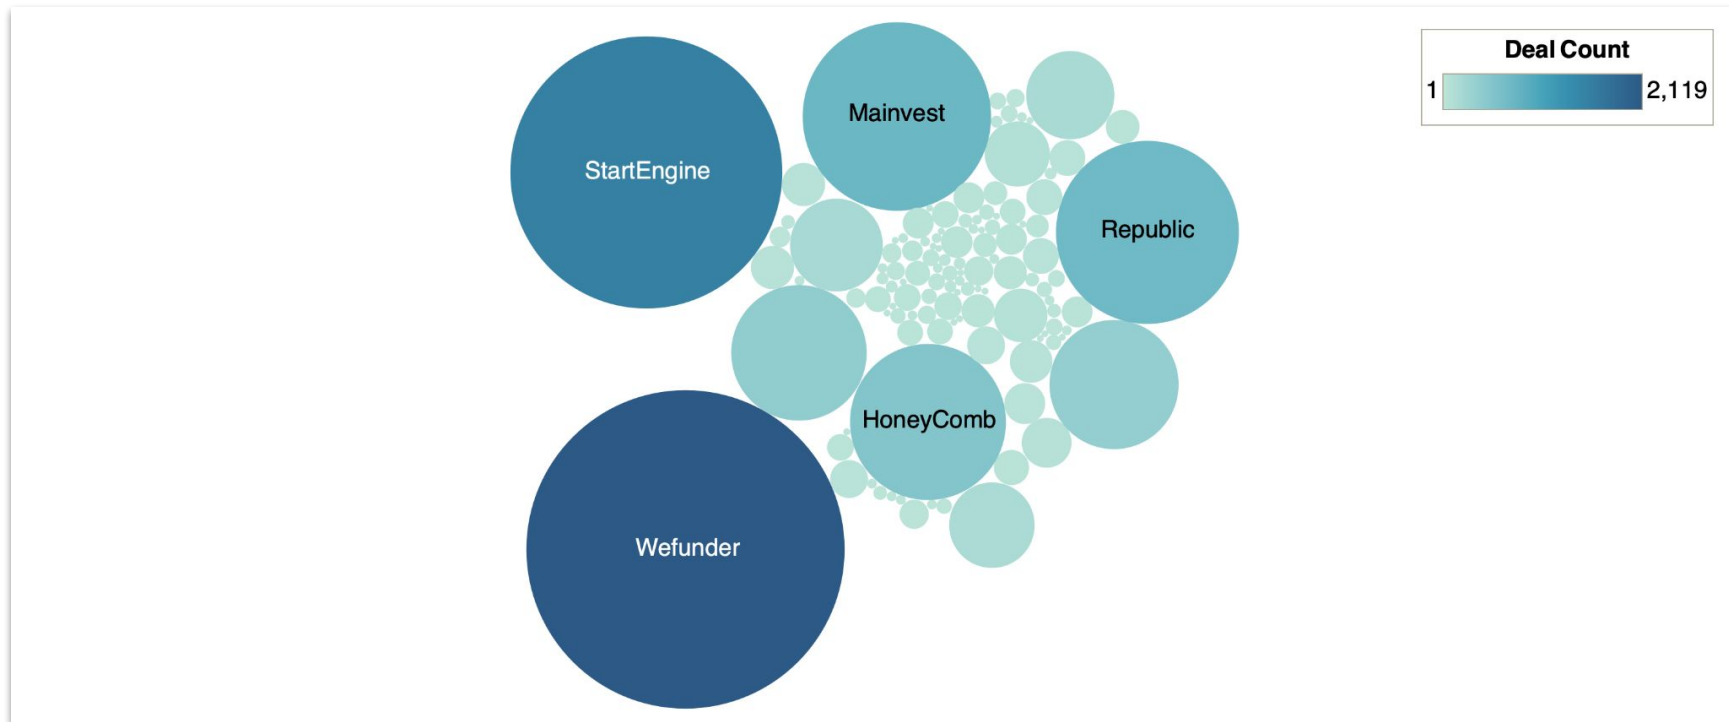 Deal Count
1
2,119
Mainvest
StartEngine
Republic
HoneyComb
Wefunder